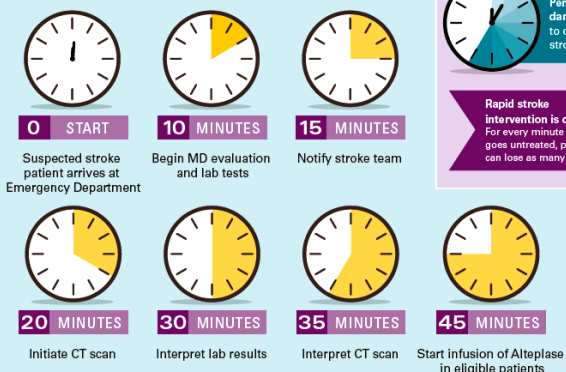 0 START
10 MINUTES
15 MINUTES
Suspected stroke
patient arrives at
Emergency Department
Begin MD evaluation
and lab tests
Notify stroke team
20 MINUTES
30 MINUTES
35 MINUTES
45 MINUTES
Initiate CT scan
Interpret lab results
Interpret CT scan
Start infusion of Alteplase
in eligible patients
to
Rapid stroke
intervention is
For every minute
goes untreated,
can lose as many